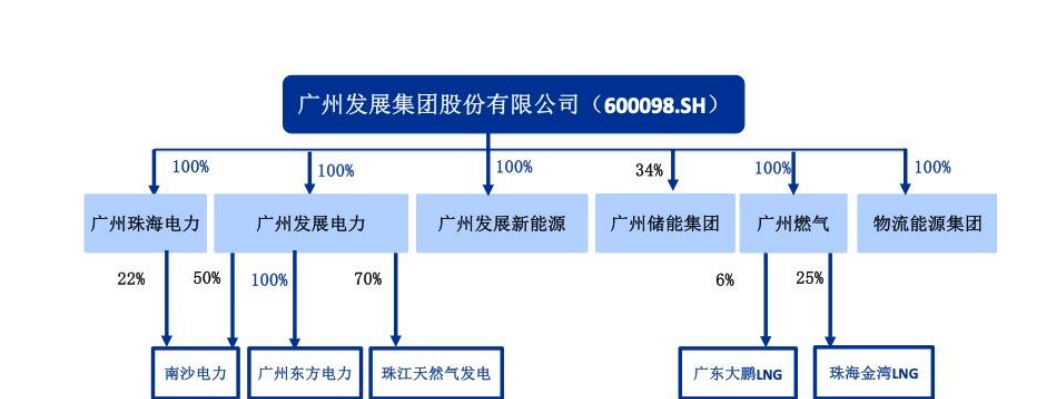 广州发展集团股份有限公司（600098.SH）
100%
100%
100%
34%
100%
100%
广州珠海电力
广州发展电力
广州发展新能源
广州储能集团
广州燃气
物流能源集团
22%
50%
100%
70%
6%
25%
南沙电力
广州东方电力
珠江天然气发电
广东大鹏LNG
珠海金湾LNG